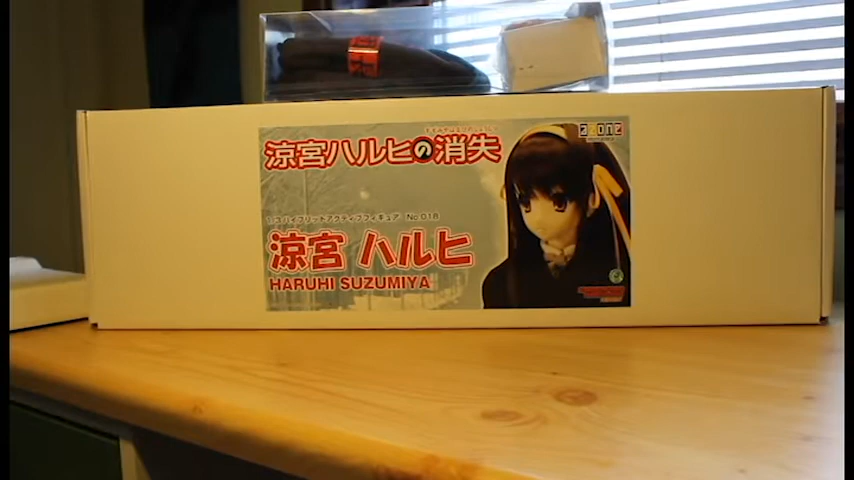 涼宮ハルヒの消失
azone
1/3 ハイブリッドアクティブフィギュア No.018
涼宮 ハルヒ
HARUHI SUZUMIYA